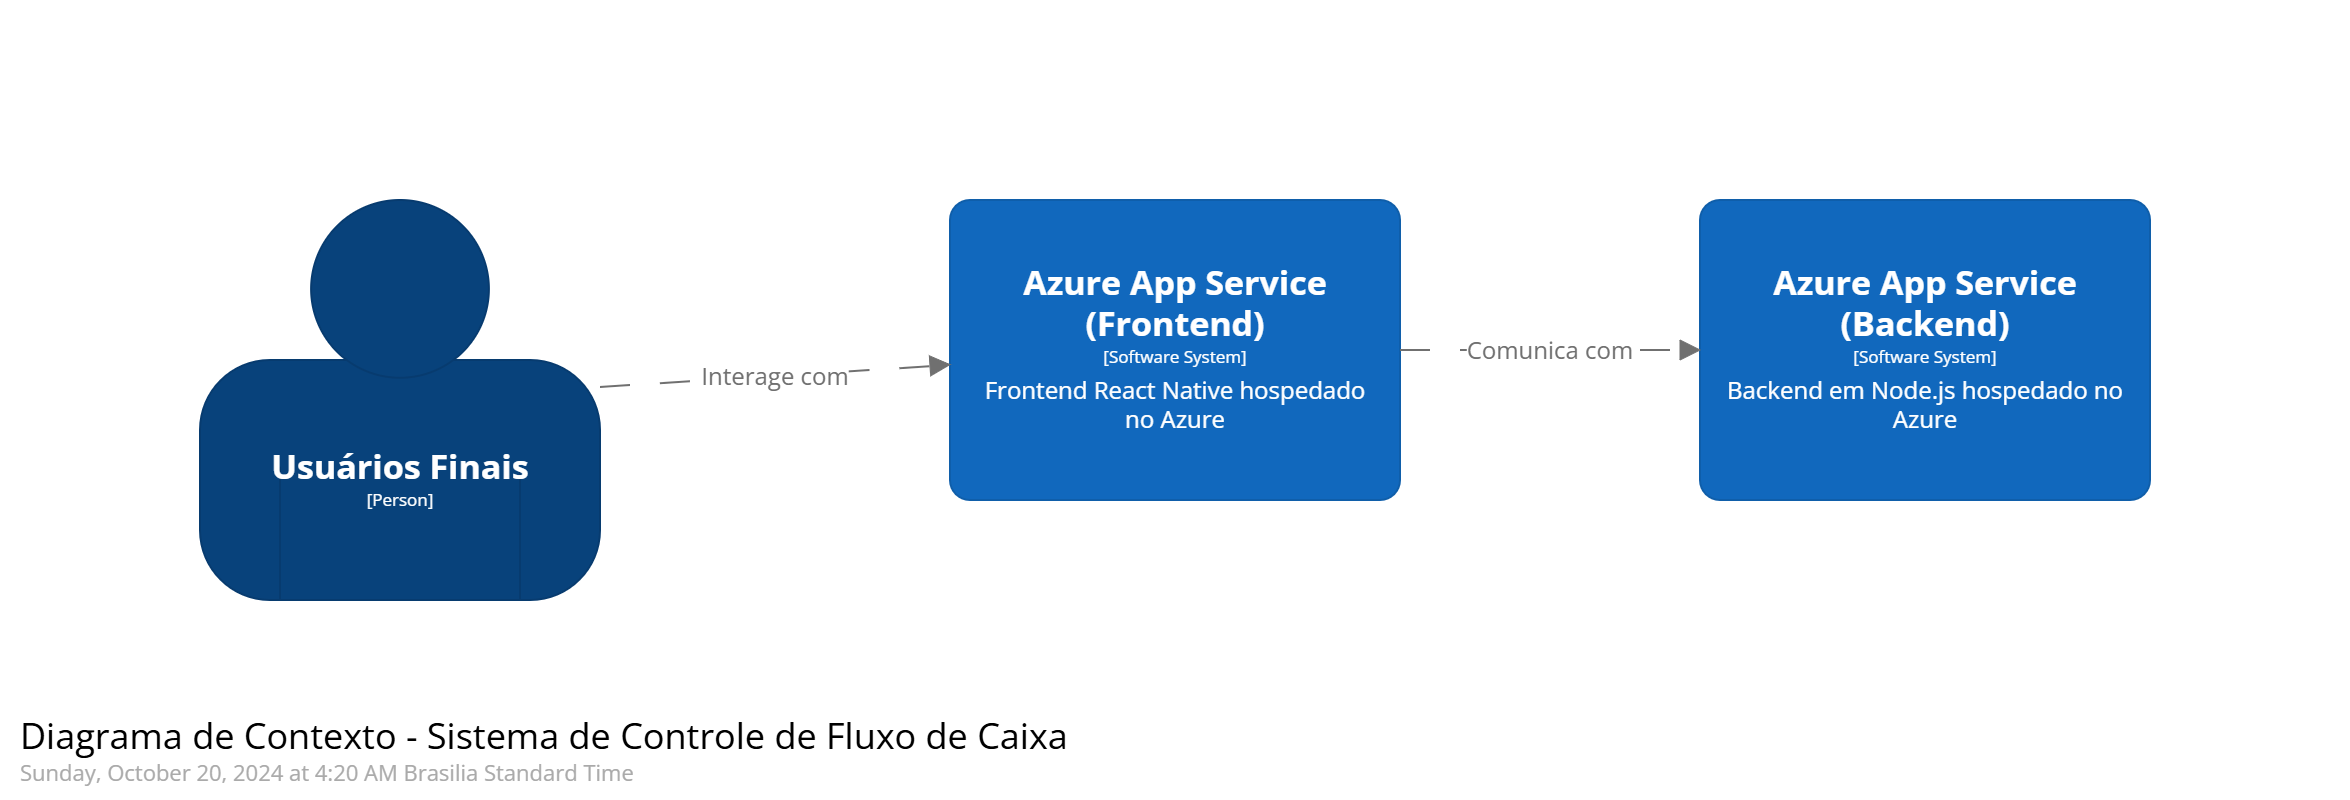 Usuários Finais
[Person]
Interage com
Azure App Service
(Frontend)
[Software System]
Frontend React Native hospedado
no Azure
Comunica com
Azure App Service
(Backend)
[Software System]
Backend em Node.js hospedado no
Azure
Diagrama de Contexto - Sistema de Controle de Fluxo de Caixa
Sunday, October 20, 2024 at 4:20 AM Brasilia Standard Time